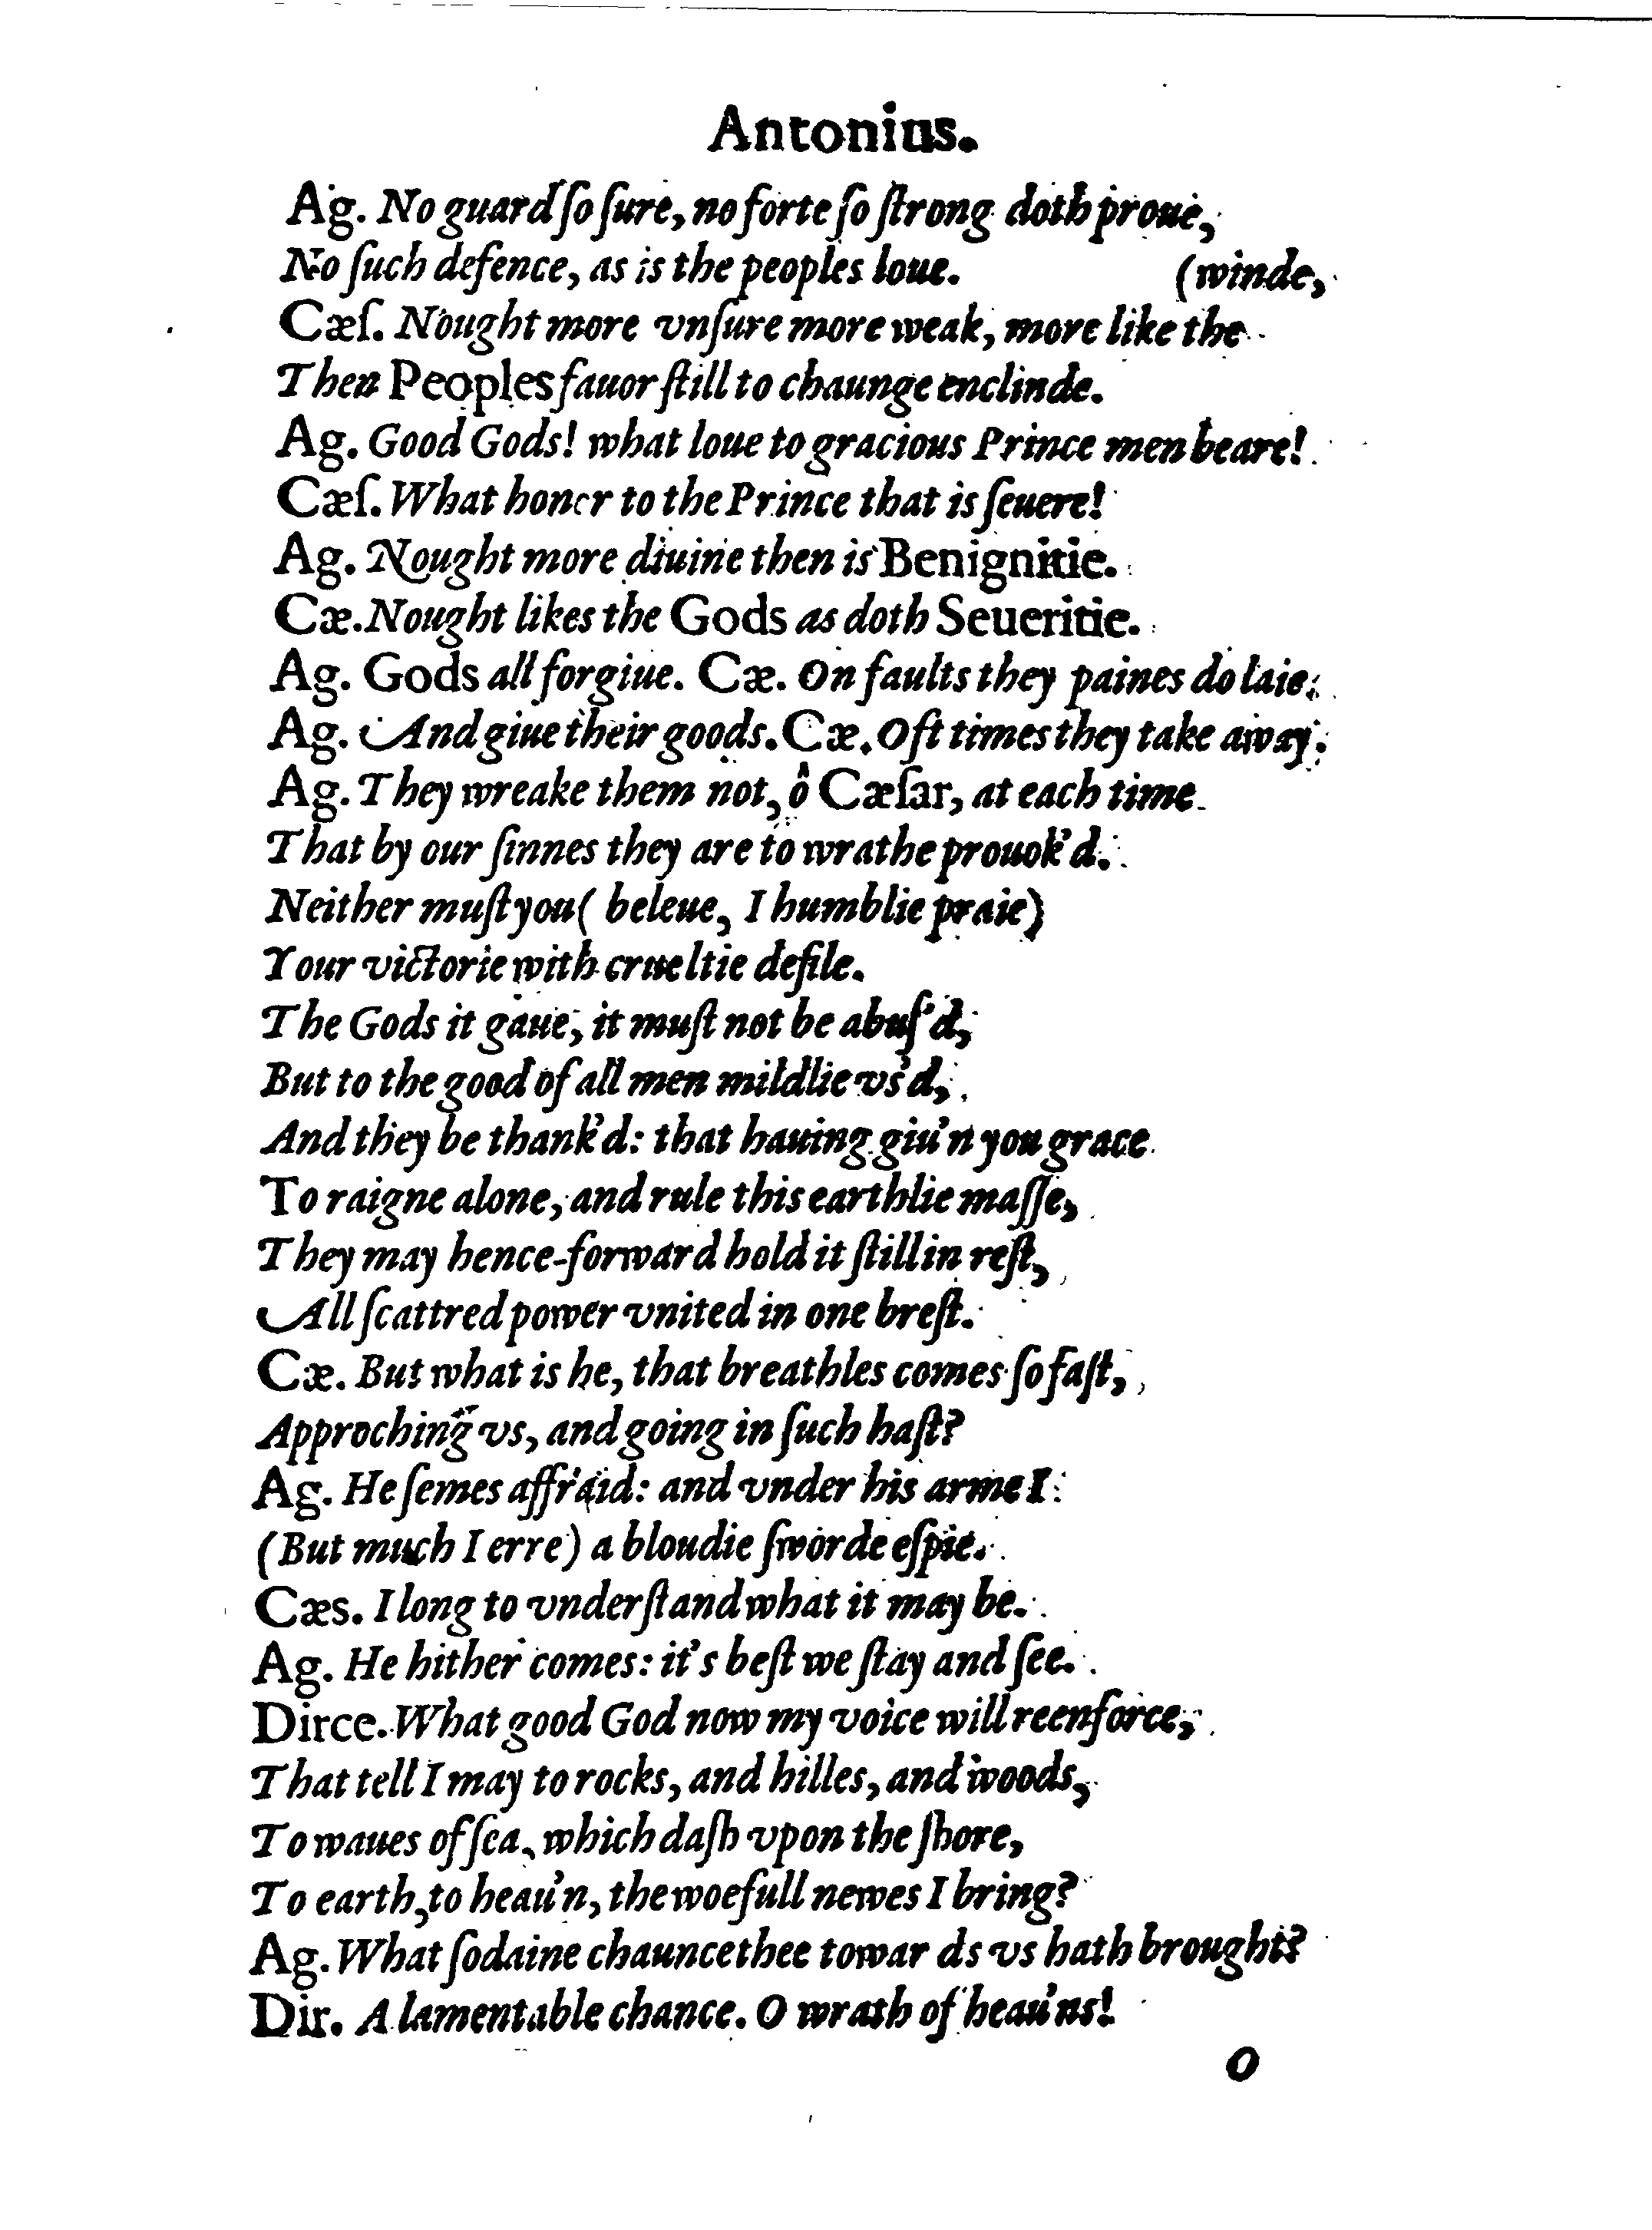 Antonius.
Ag. No guard ſo ſure, no forte ſo ſtrong doth proue,
No ſuch defence, as is the peoples loue. (winde,
Cæſ. Nought more vnſure more weak, more like the
Then Peoples fauor ſtill to chaunge enclinde.
Ag. Good Gods! what loue to gracious Prince men beare!
Cæſ. What honor to the Prince that is ſeuere!
Ag. Nought more diuine then is Benignitie.
Cæ. Nought likes the Gods as doth Seueritie.
Ag. Gods all forgiue. Cæ. On faults they paines do laie:
Ag. And giue their goods. Cæ. Oft times they take away.
Ag. They wreake them not, ô Cæſar, at each time
That by our ſinnes they are to wrathe prouok'd.
Neither muſt you ( beleue, I humblie praie)
Your victorie with crueltie defile.
The Gods it gaue, it muſt not be abuſ'd,
But to the good of all men mildlie vs'd,
And they be thank'd: that hauing giu'n you grace
To raigne alone, and rule this earthlie maſſe,
They may hence-forward hold it ſtill in reſt,
All ſcattred power vnited in one breſt.
Cæ. But what is he, that breathles comes ſo faſt,
Approching vs, and going in ſuch haſt?
Ag. He ſemes affraid: and vnder his arme I
(But much I erre) a bloudie ſworde eſpie.
Cæs. I long to vnderſtand what it may be.
Ag. He hither comes: it's beſt we ſtay and ſee.
Dirce. What good God now my voice will reenforce,
That tell I may to rocks, and hilles, and woods,
To waues of ſea, which daſh vpon the ſhore,
To earth, to heau'n, the woefull newes I bring?
Ag. What ſodaine chaunce thee towar ds vs hath brought?
Dir. A lamentable chance. O wrath of heau'ns!
O